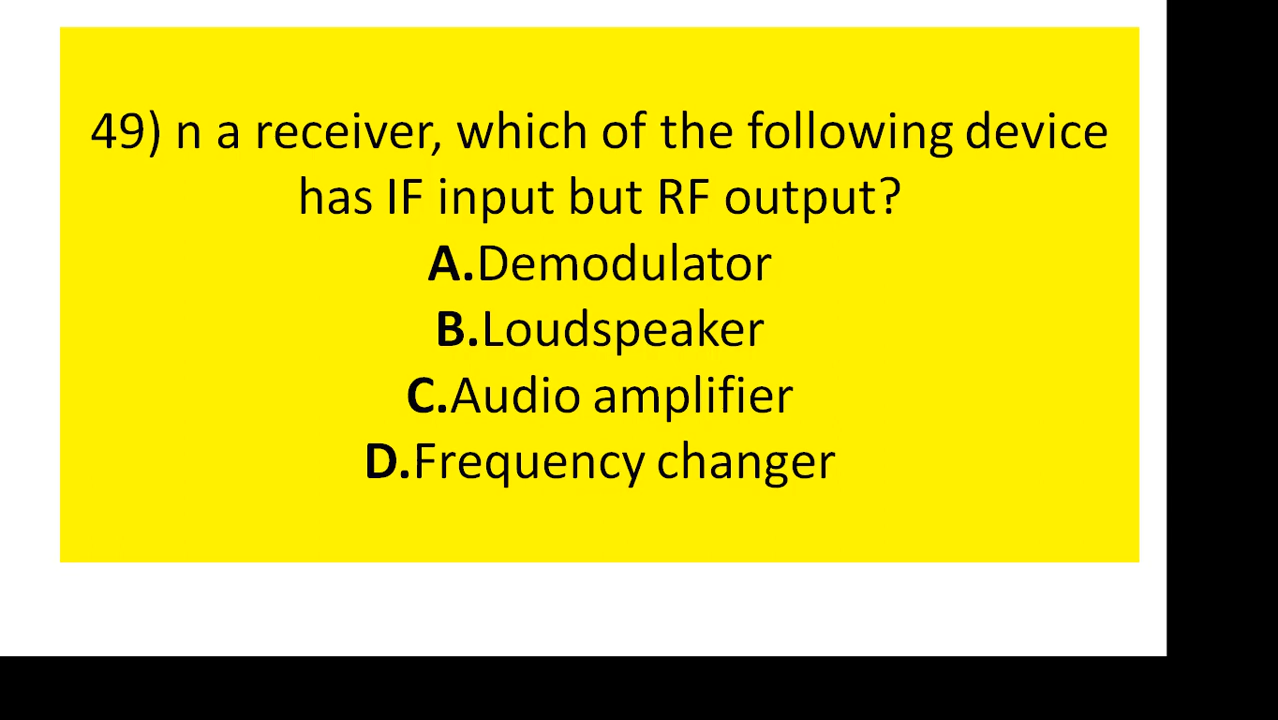 49) n a receiver, which of the following device
has IF input but RF output?
A.Demodulator
B.Loudspeaker
C.Audio amplifier
D.Frequency changer